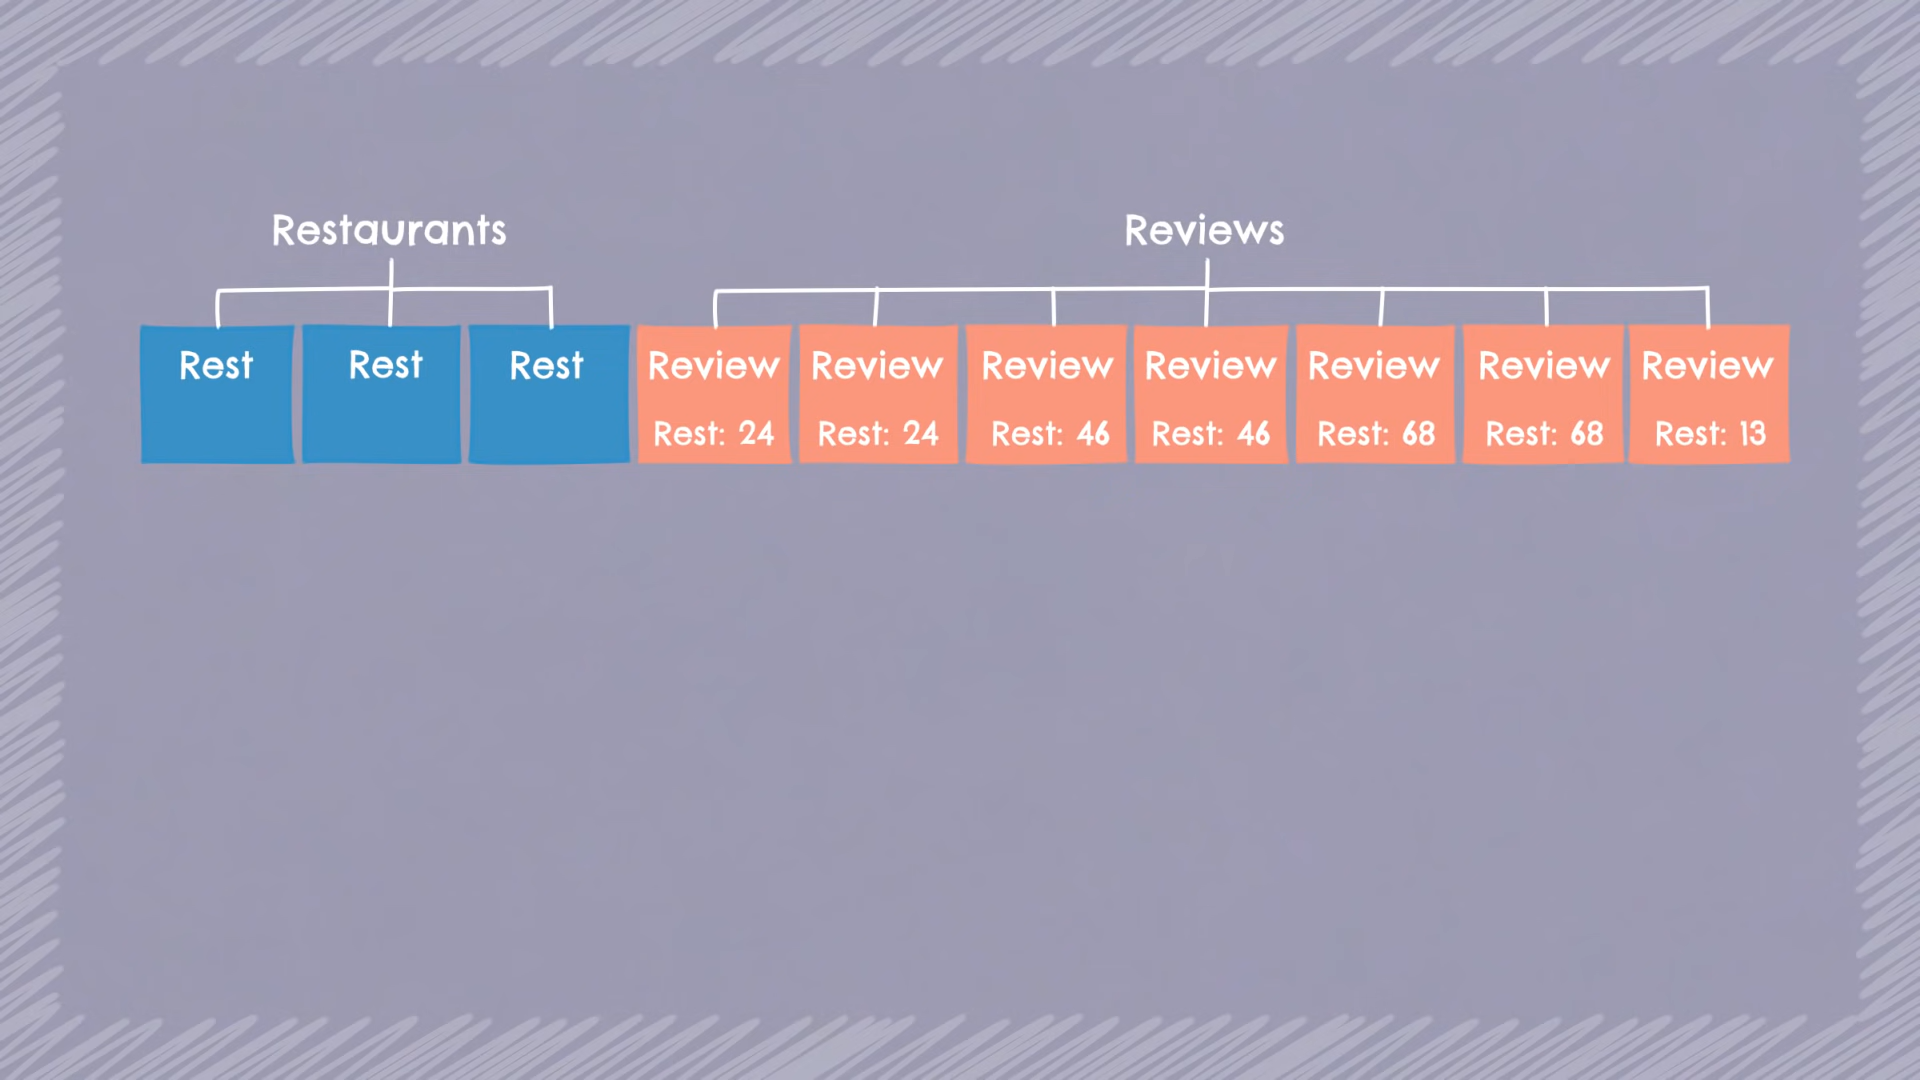 Restaurants
Reviews
Rest
Rest
Rest
Review
Rest: 24
Review
Rest: 24
Review
Rest: 46
Review
Rest: 46
Review
Rest: 68
Review
Rest: 68
Review
Rest: 13